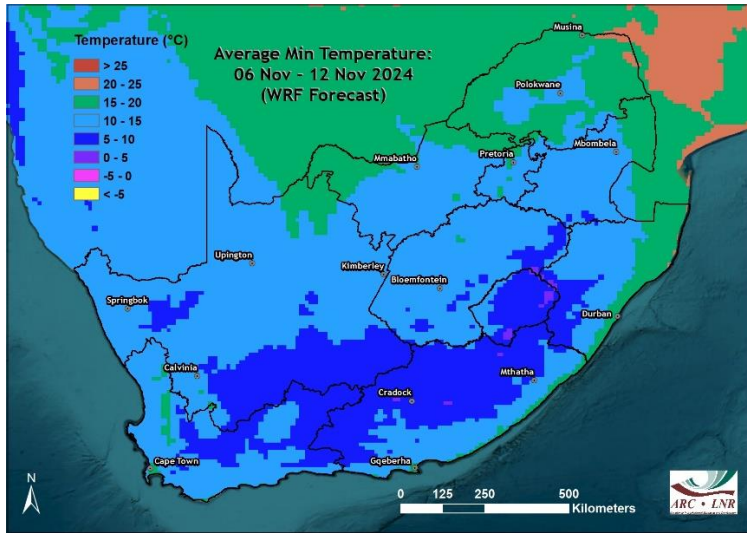 Temperature (°C)
> 25
20 - 25
15 - 20
10 - 15
5 - 10
0 - 5
-5 - 0
< -5
Average Min Temperature:
06 Nov - 12 Nov 2024
(WRF Forecast)
Musina
Polokwane
Mbombela
Pretoria
Mmabatho
Upington
Kimberley
Bloemfontein
Springbok
Durban
Calvinia
Mthatha
Cradock
Cape Town
Gqeberha
N
0 125 250 500
Kilometers
ARC • LNR